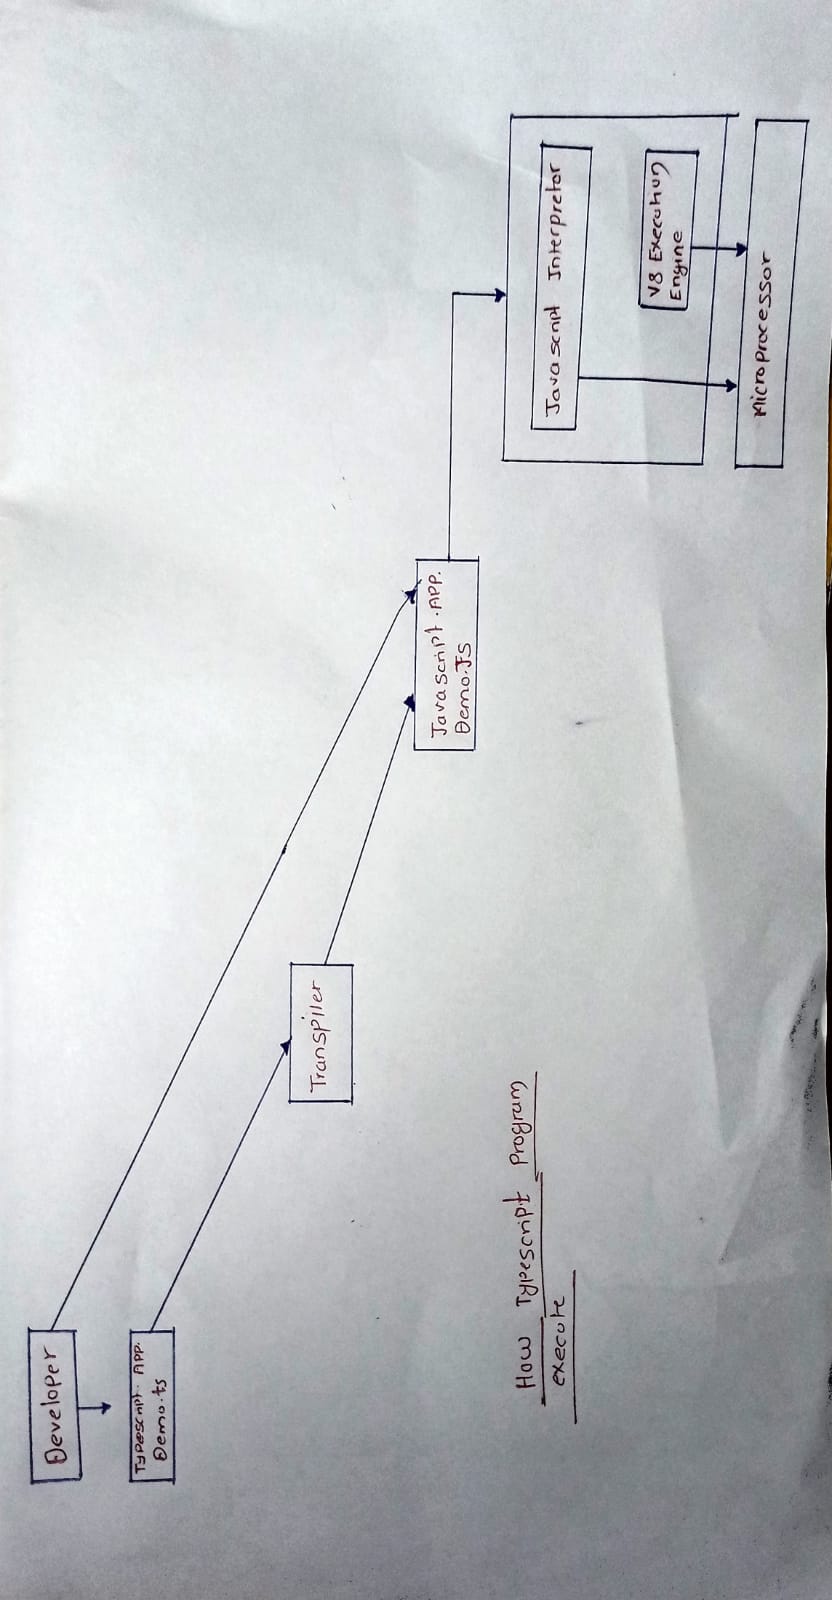 Developer
Typescript. APP.
Demo.ts
Transpiler
Javascript.APP.
Demo.JS
Javascript Interpretor
V8 Execution
Engine
Microprocessor
How Typescript program
execute